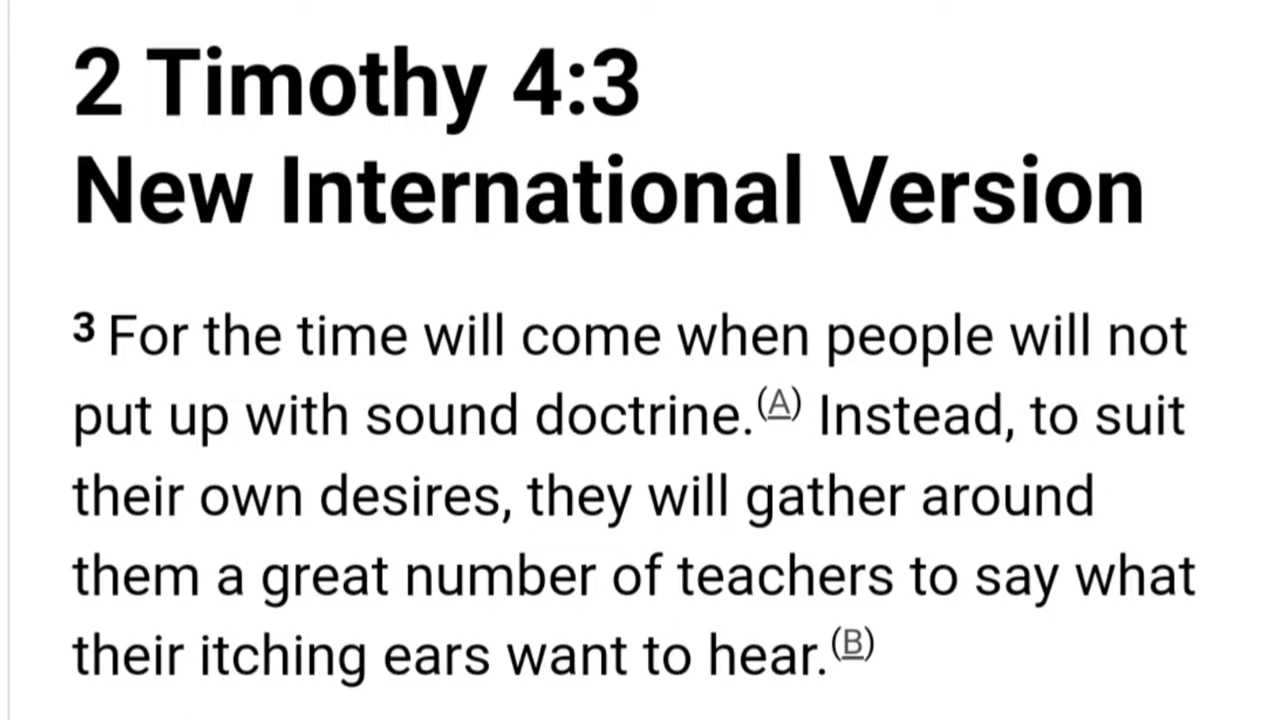 2 Timothy 4:3
New International Version
3 For the time will come when people will not
put up with sound doctrine.(A) Instead, to suit
their own desires, they will gather around
them a great number of teachers to say what
their itching ears want to hear.(B)